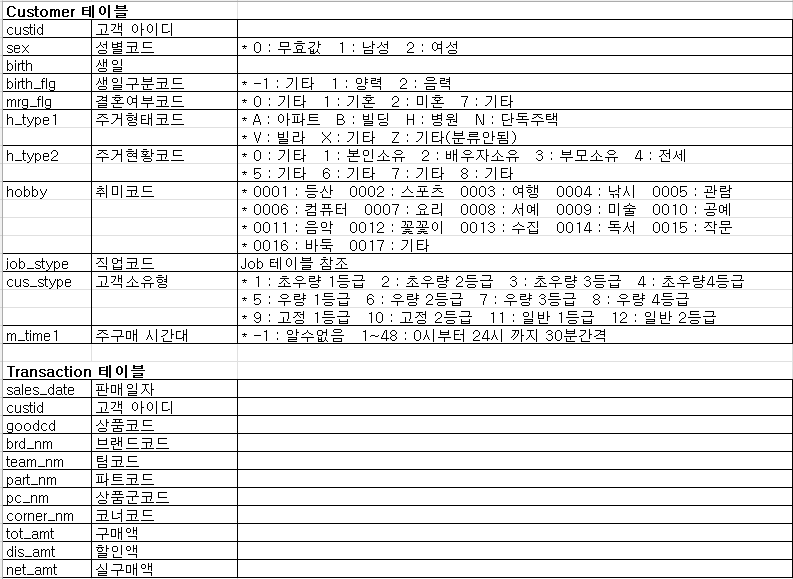 Customer 테이블
custid 고객 아이디
sex 성별코드 * 0 : 무효값 1 : 남성 2 : 여성
birth 생일
birth_flg 생일구분코드 * -1 : 기타 1 : 양력 2 : 음력
mrg_flg 결혼여부코드 * 0 : 기타 1 : 기혼 2 : 미혼 7 : 기타
h_type1 주거형태코드 * A : 아파트 B : 빌딩 H : 병원 N : 단독주택
* V : 빌라 X : 기타 Z : 기타(분류안됨)
h_type2 주거현황코드 * 0 : 기타 1 : 본인소유 2 : 배우자소유 3 : 부모소유 4 : 전세
* 5 : 기타 6 : 기타 7 : 기타 8 : 기타
hobby 취미코드 * 0001 : 등산 0002 : 스포츠 0003 : 여행 0004 : 낚시 0005 : 관람
* 0006 : 컴퓨터 0007 : 요리 0008 : 서예 0009 : 미술 0010 : 공예
* 0011 : 음악 0012 : 꽃꽂이 0013 : 수집 0014 : 독서 0015 : 작문
* 0016 : 바둑 0017 : 기타
job_stype 직업코드 Job 테이블 참조
cus_stype 고객소유형 * 1 : 초우량 1등급 2 : 초우량 2등급 3 : 초우량 3등급 4 : 초우량4등급
* 5 : 우량 1등급 6 : 우량 2등급 7 : 우량 3등급 8 : 우량 4등급
* 9 : 고정 1등급 10 : 고정 2등급 11 : 일반 1등급 12 : 일반 2등급
m_time1 주구매 시간대 * -1 : 알수없음 1~48 : 0시부터 24시 까지 30분간격
Transaction 테이블
sales_date 판매일자
custid 고객 아이디
goodcd 상품코드
brd_nm 브랜드코드
team_nm 팀코드
part_nm 파트코드
pc_nm 상품군코드
corner_nm 코너코드
tot_amt 구매액
dis_amt 할인액
net_amt 실구매액